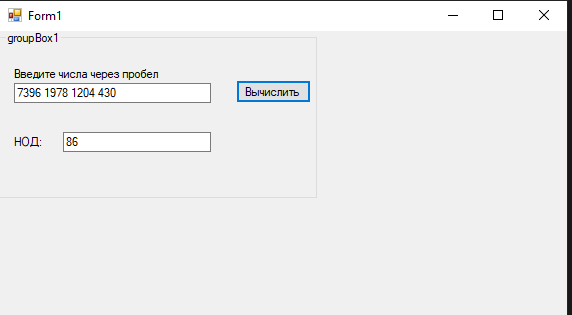 Form1
groupBox1
Введите числа через пробел
7396 1978 1204 430
Вычислить
НОД:
86